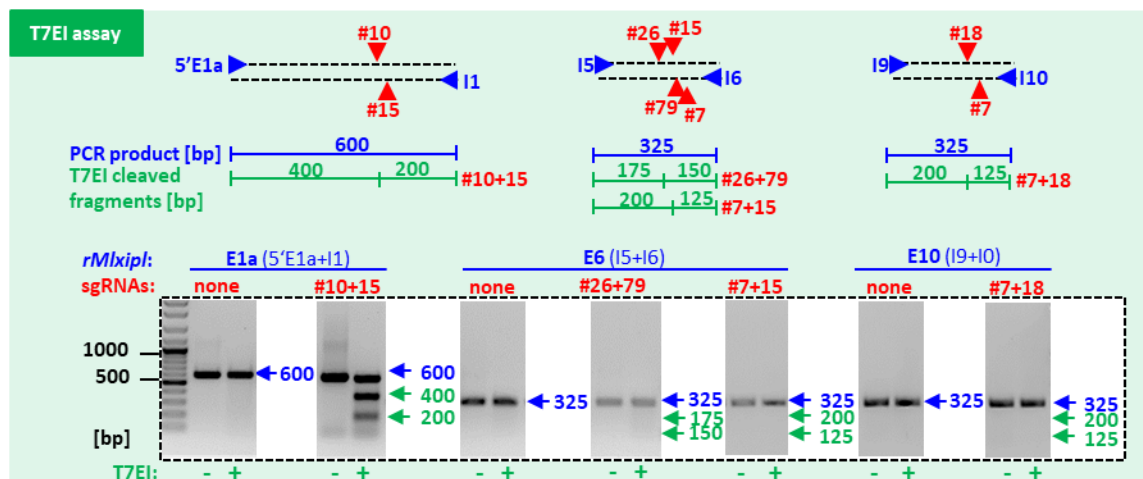 T7EI assay
#10
#26 #15
#18
5'E1a
I1
I5
I6
I9
I10
#15
#79
#7
#7
PCR product [bp]
600
325
325
T7EI cleaved
fragments [bp]
400 200 #10+15
175 150 #26+79
200 125 #7+18
200 125 #7+15
rMlxipl: E1a (5‘E1a+I1) E6 (I5+I6) E10 (I9+I0)
sgRNAs: none #10+15 none #26+79 #7+15 none #7+18
1000
500
[bp]
600
600
400
200
325
325
175
150
325
200
125
325
325
200
125
T7EI: - + - + - + - + - + - + - +